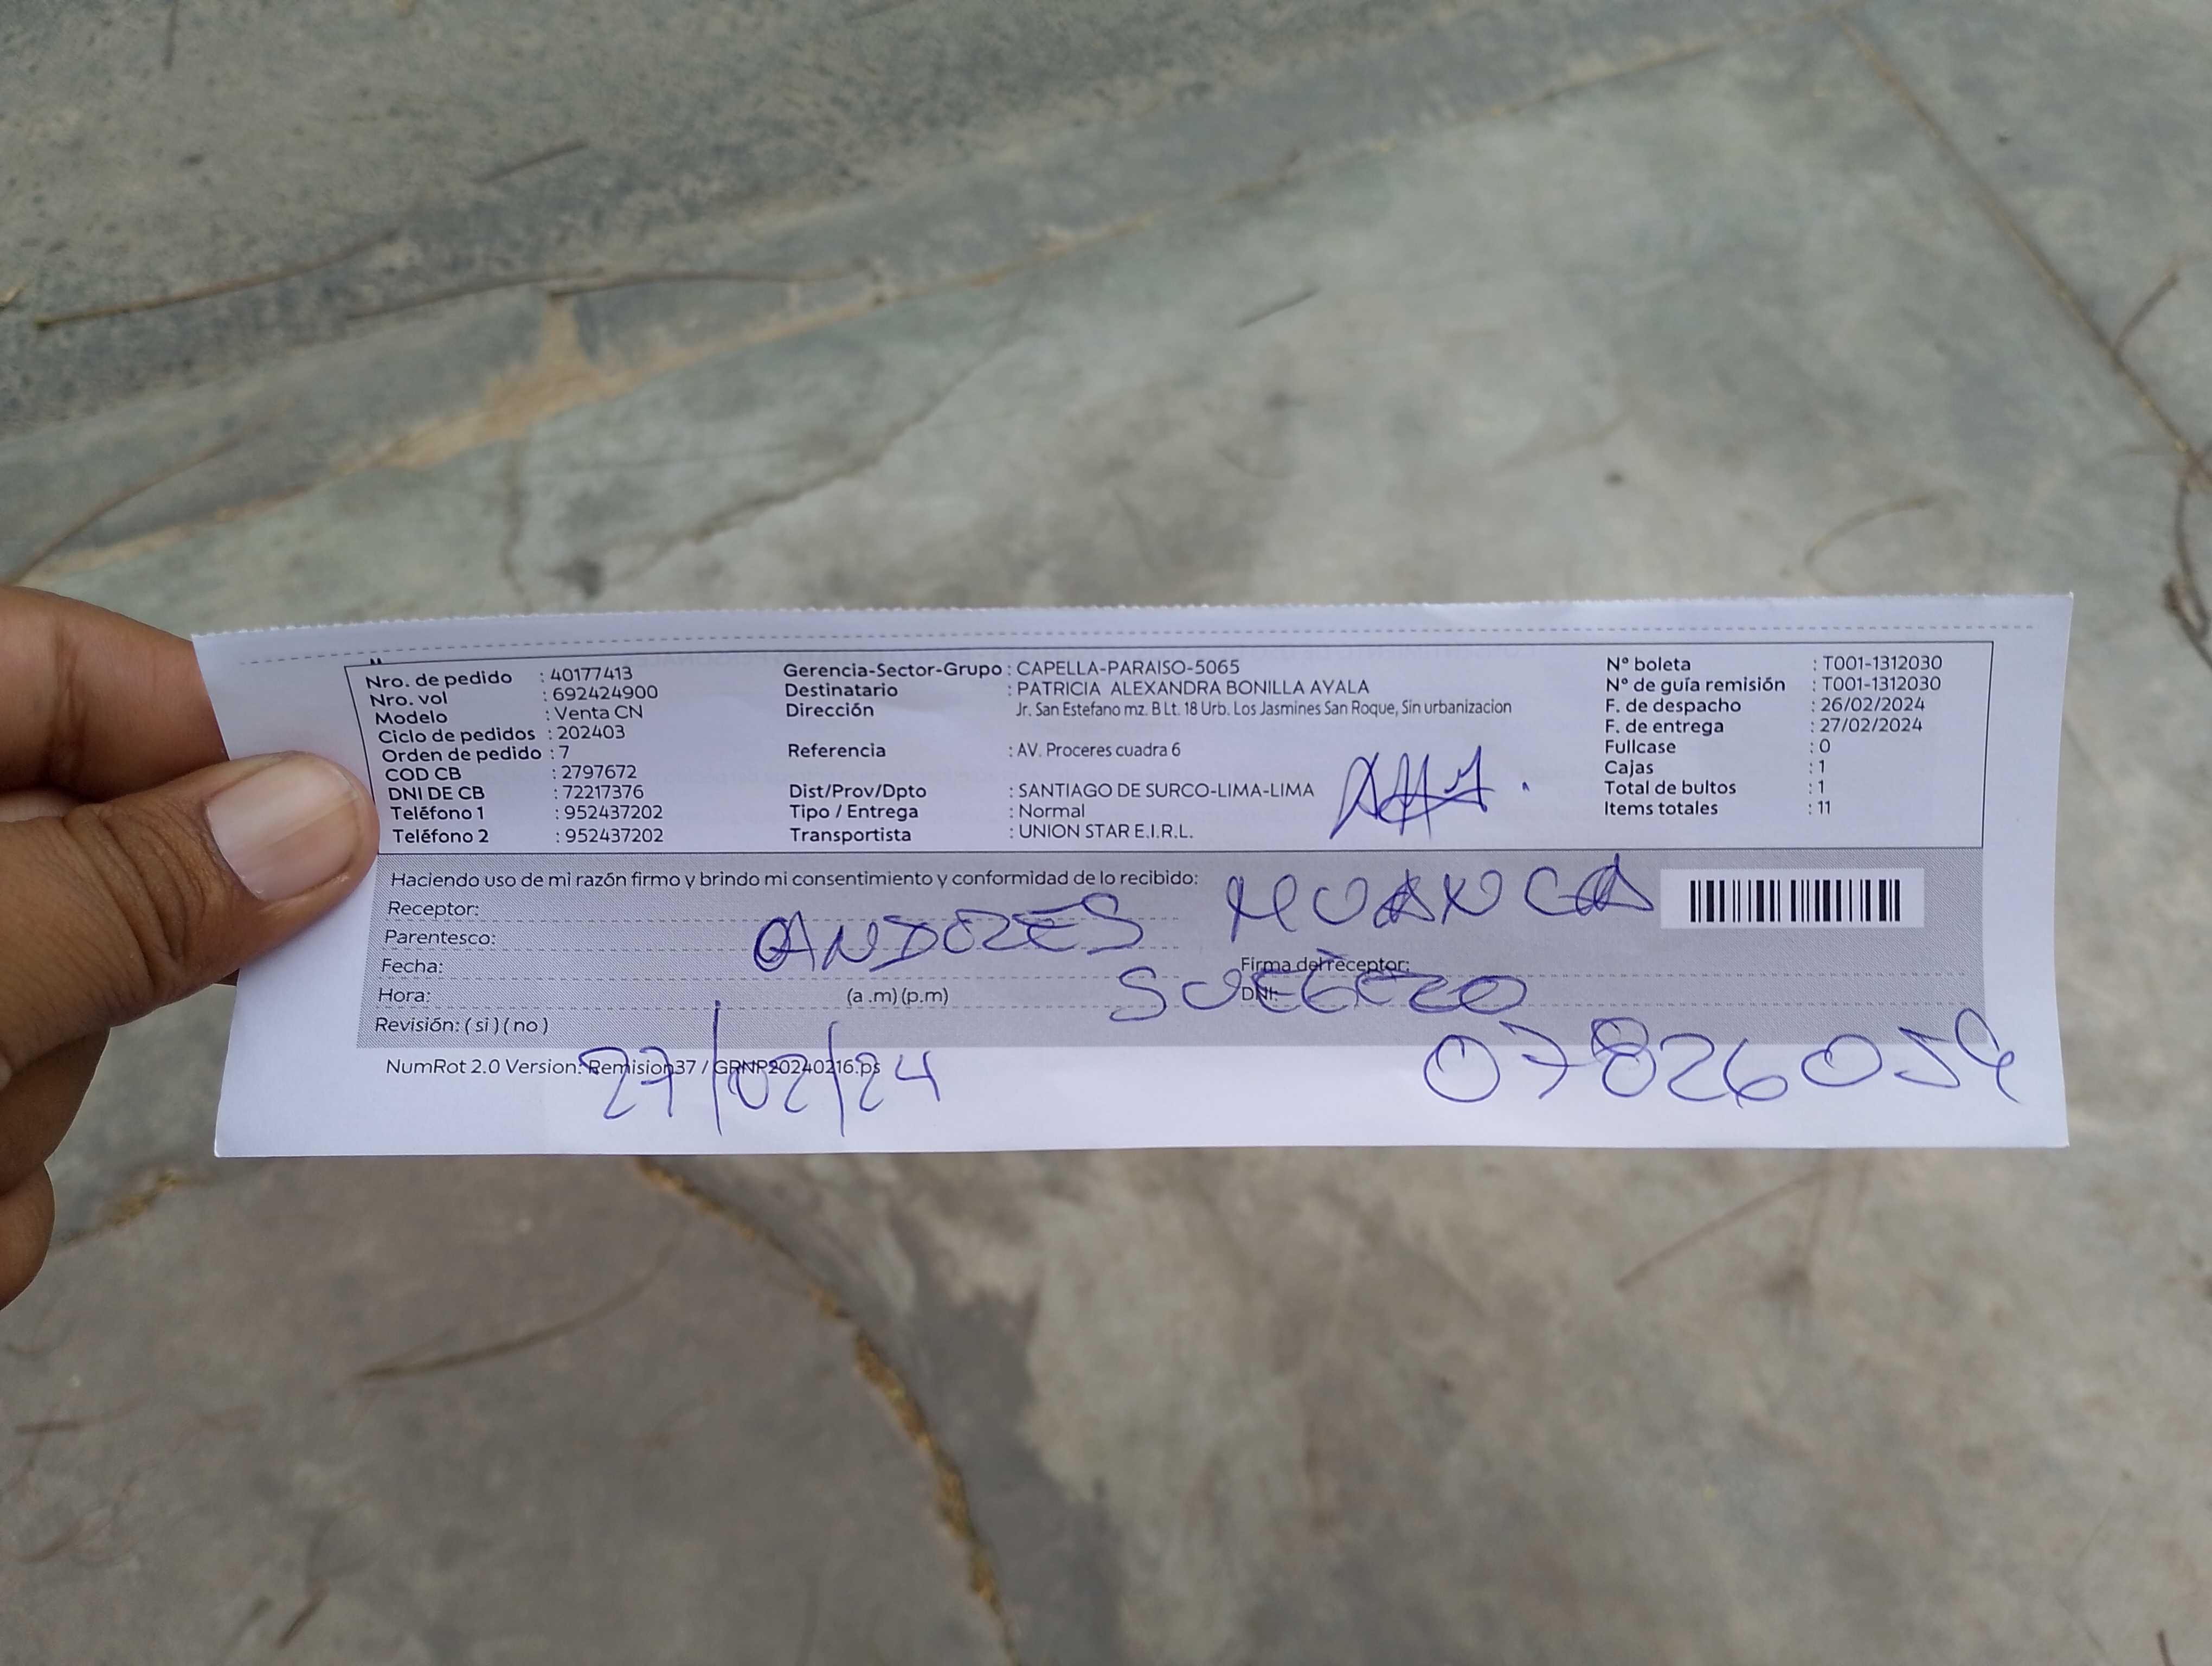 Nro. de pedido : 40177413
Nro. vol : 692424900
Modelo : Venta CN
Ciclo de pedidos : 202403
Orden de pedido : 7
COD CB : 2797672
DNI DE CB : 72217376
Teléfono 1 : 952437202
Teléfono 2 : 952437202
Gerencia-Sector-Grupo : CAPELLA-PARAISO-5065
Destinatario : PATRICIA ALEXANDRA BONILLA AYALA
Dirección Jr. San Estefano mz. B Lt. 18 Urb. Los Jasmines San Roque, Sin urbanizacion
Referencia : AV. Proceres cuadra 6
Dist/Prov/Dpto : SANTIAGO DE SURCO-LIMA-LIMA
Tipo / Entrega : Normal
Transportista : UNION STAR E.I.R.L.
Nº boleta : T001-1312030
Nº de guía remisión : T001-1312030
F. de despacho : 26/02/2024
F. de entrega : 27/02/2024
Fullcase : 0
Cajas : 1
Total de bultos : 1
Items totales : 11
Haciendo uso de mi razón firmo y brindo mi consentimiento y conformidad de lo recibido:
Receptor:
Parentesco:
ANDRES HUANCA
Fecha:
Firma del receptor:
Hora: (a .m) (p.m)
DNI:
Revisión: ( si ) ( no )
NumRot 2.0 Version: Remision37 / GRNP20240216.ps
27/02/24